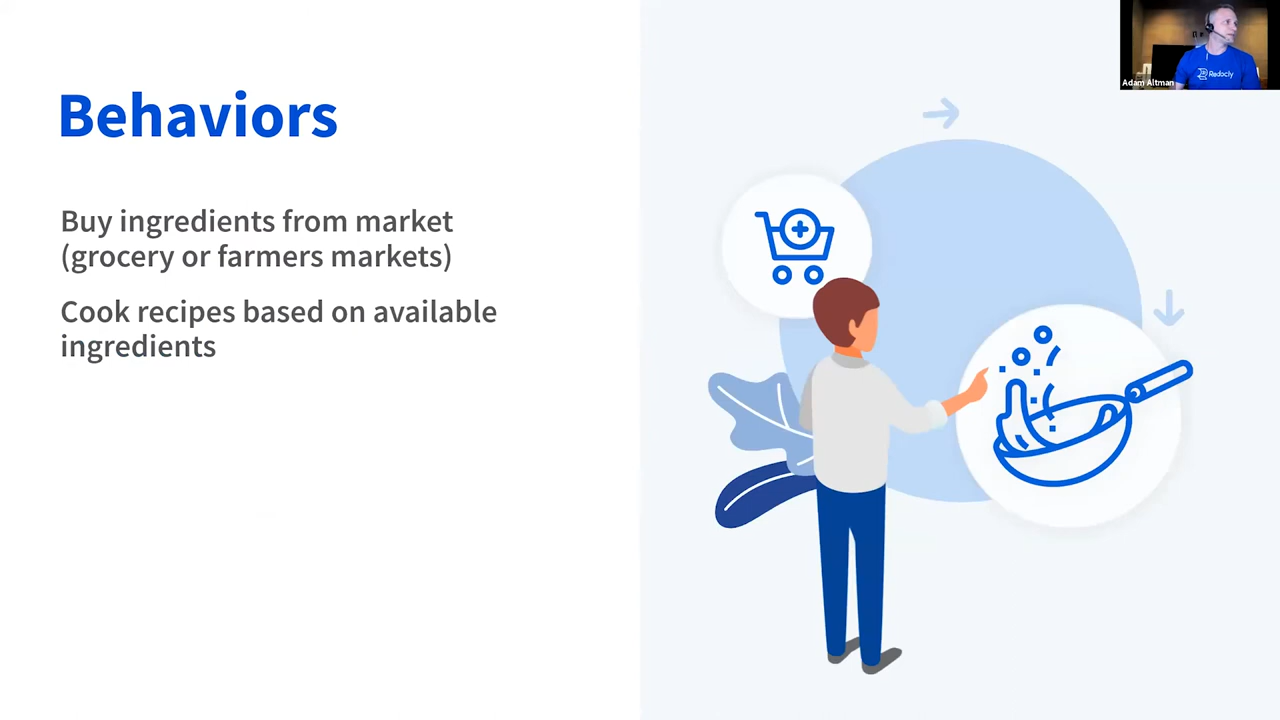 Behaviors
Buy ingredients from market
(grocery or farmers markets)
Cook recipes based on available
ingredients
Redocly
Adam Altman